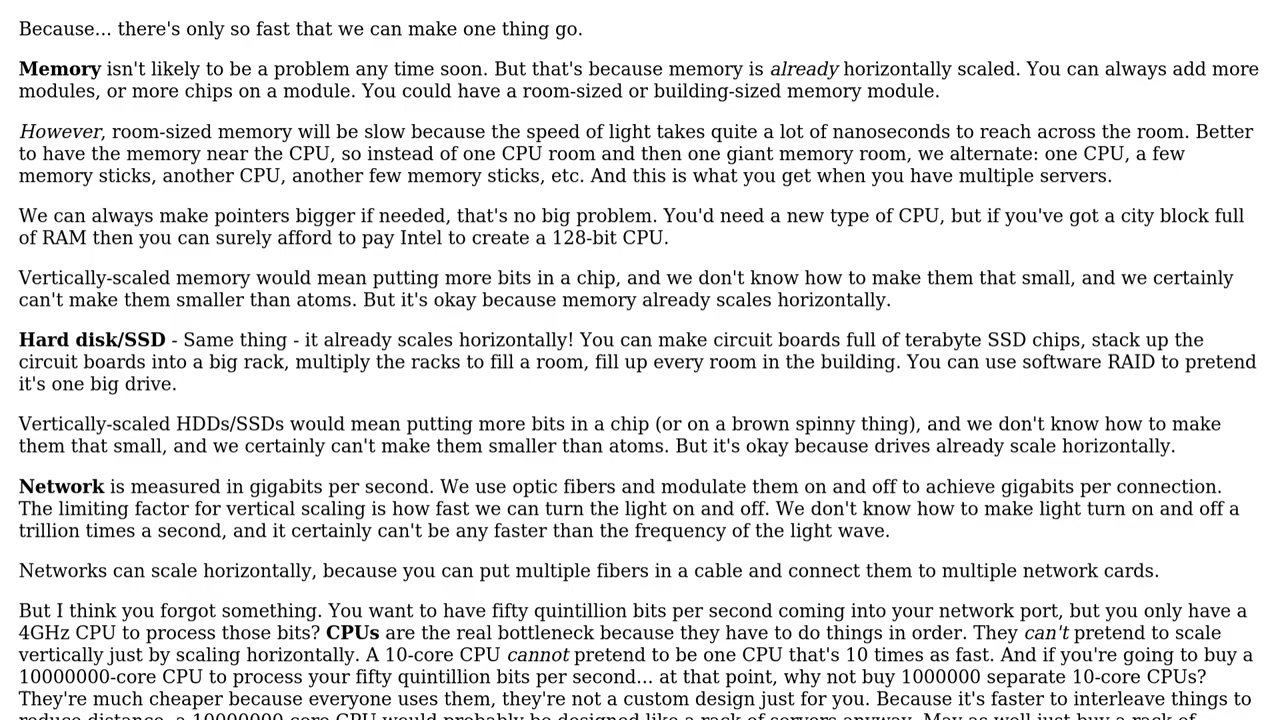 Because... there's only so fast that we can make one thing go.
Memory isn't likely to be a problem any time soon. But that's because memory is already horizontally scaled. You can always add more
modules, or more chips on a module. You could have a room-sized or building-sized memory module.
However, room-sized memory will be slow because the speed of light takes quite a lot of nanoseconds to reach across the room. Better
to have the memory near the CPU, so instead of one CPU room and then one giant memory room, we alternate: one CPU, a few
memory sticks, another CPU, another few memory sticks, etc. And this is what you get when you have multiple servers.
We can always make pointers bigger if needed, that's no big problem. You'd need a new type of CPU, but if you've got a city block full
of RAM then you can surely afford to pay Intel to create a 128-bit CPU.
Vertically-scaled memory would mean putting more bits in a chip, and we don't know how to make them that small, and we certainly
can't make them smaller than atoms. But it's okay because memory already scales horizontally.
Hard disk/SSD - Same thing - it already scales horizontally! You can make circuit boards full of terabyte SSD chips, stack up the
circuit boards into a big rack, multiply the racks to fill a room, fill up every room in the building. You can use software RAID to pretend
it's one big drive.
Vertically-scaled HDDs/SSDs would mean putting more bits in a chip (or on a brown spinny thing), and we don't know how to make
them that small, and we certainly can't make them smaller than atoms. But it's okay because drives already scale horizontally.
Network is measured in gigabits per second. We use optic fibers and modulate them on and off to achieve gigabits per connection.
The limiting factor for vertical scaling is how fast we can turn the light on and off. We don't know how to make light turn on and off a
trillion times a second, and it certainly can't be any faster than the frequency of the light wave.
Networks can scale horizontally, because you can put multiple fibers in a cable and connect them to multiple network cards.
But I think you forgot something. You want to have fifty quintillion bits per second coming into your network port, but you only have a
4GHz CPU to process those bits? CPUs are the real bottleneck because they have to do things in order. They can't pretend to scale
vertically just by scaling horizontally. A 10-core CPU cannot pretend to be one CPU that's 10 times as fast. And if you're going to buy a
10000000-core CPU to process your fifty quintillion bits per second... at that point, why not buy 1000000 separate 10-core CPUs?
They're much cheaper because everyone uses them, they're not a custom design just for you. Because it's faster to interleave things to
reduce distance, a 10000000-core CPU would probably be designed like a rack of servers anyway. May as well just buy a rack of